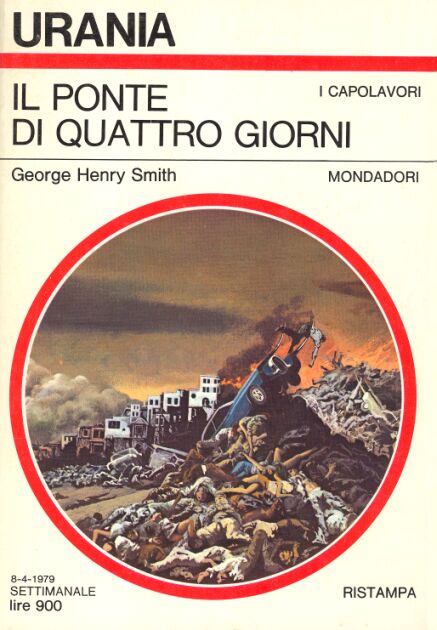 URANIA
IL PONTE
DI QUATTRO GIORNI
I CAPOLAVORI
George Henry Smith
MONDADORI
8-4-1979
SETTIMANALE
lire 900
RISTAMPA